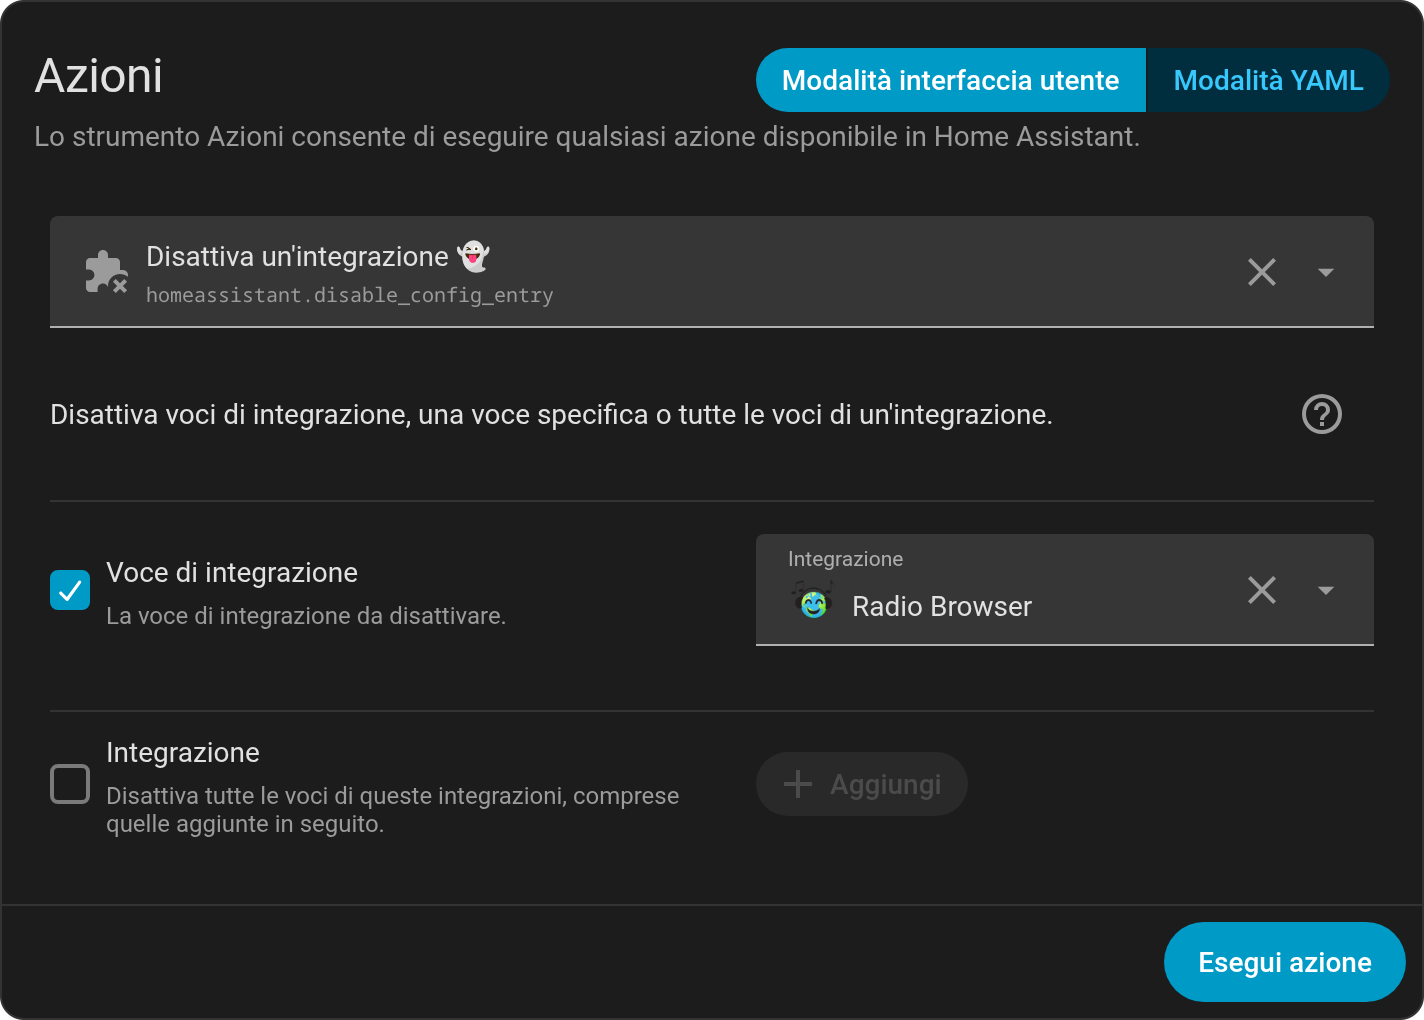 Azioni
Modalità interfaccia utente
Modalità YAML
Lo strumento Azioni consente di eseguire qualsiasi azione disponibile in Home Assistant.
Disattiva un'integrazione 👻
homeassistant.disable_config_entry
Disattiva voci di integrazione, una voce specifica o tutte le voci di un'integrazione.
Voce di integrazione
La voce di integrazione da disattivare.
Integrazione
Radio Browser
Integrazione
Disattiva tutte le voci di queste integrazioni, comprese
quelle aggiunte in seguito.
Aggiungi
Esegui azione